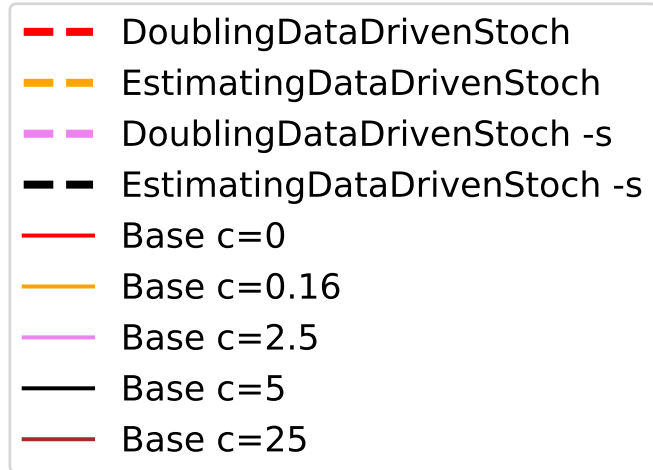 DoublingDataDrivenStoch
EstimatingDataDrivenStoch
DoublingDataDrivenStoch -s
EstimatingDataDrivenStoch -s
Base c=0
Base c=0.16
Base c=2.5
Base c=5
Base c=25